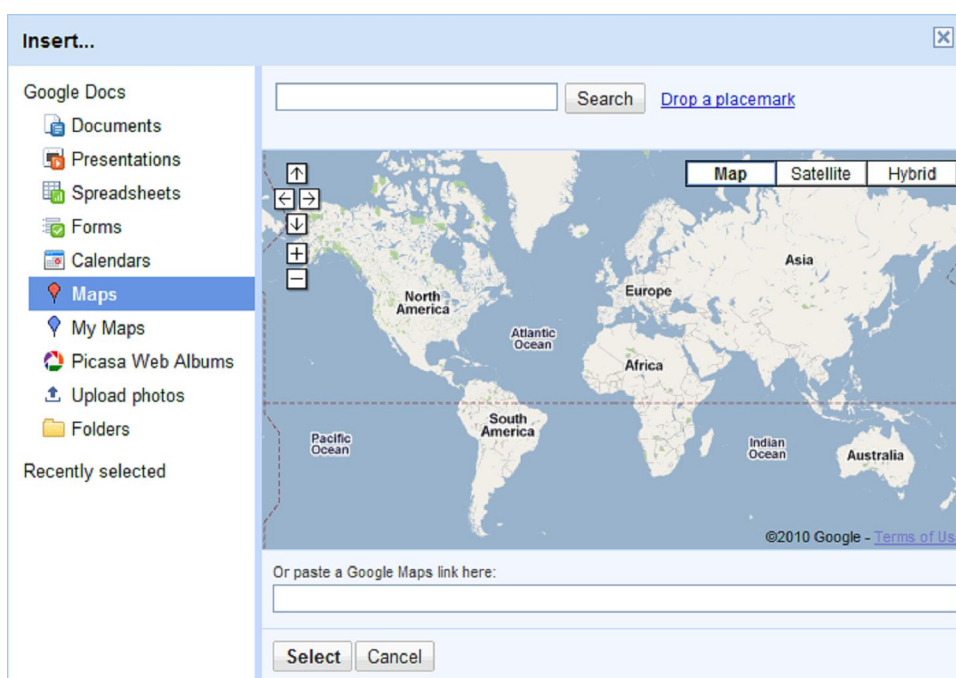 Insert...
Google Docs
Documents
Presentations
Spreadsheets
Forms
Calendars
Maps
My Maps
Picasa Web Albums
Upload photos
Folders
Recently selected
Search
Drop a placemark
Map
Satellite
Hybrid
North
America
Atlantic
Ocean
Europe
Asia
Africa
South
America
Pacific
Ocean
Indian
Ocean
Australia
©2010 Google - Terms of Us
Or paste a Google Maps link here:
Select
Cancel